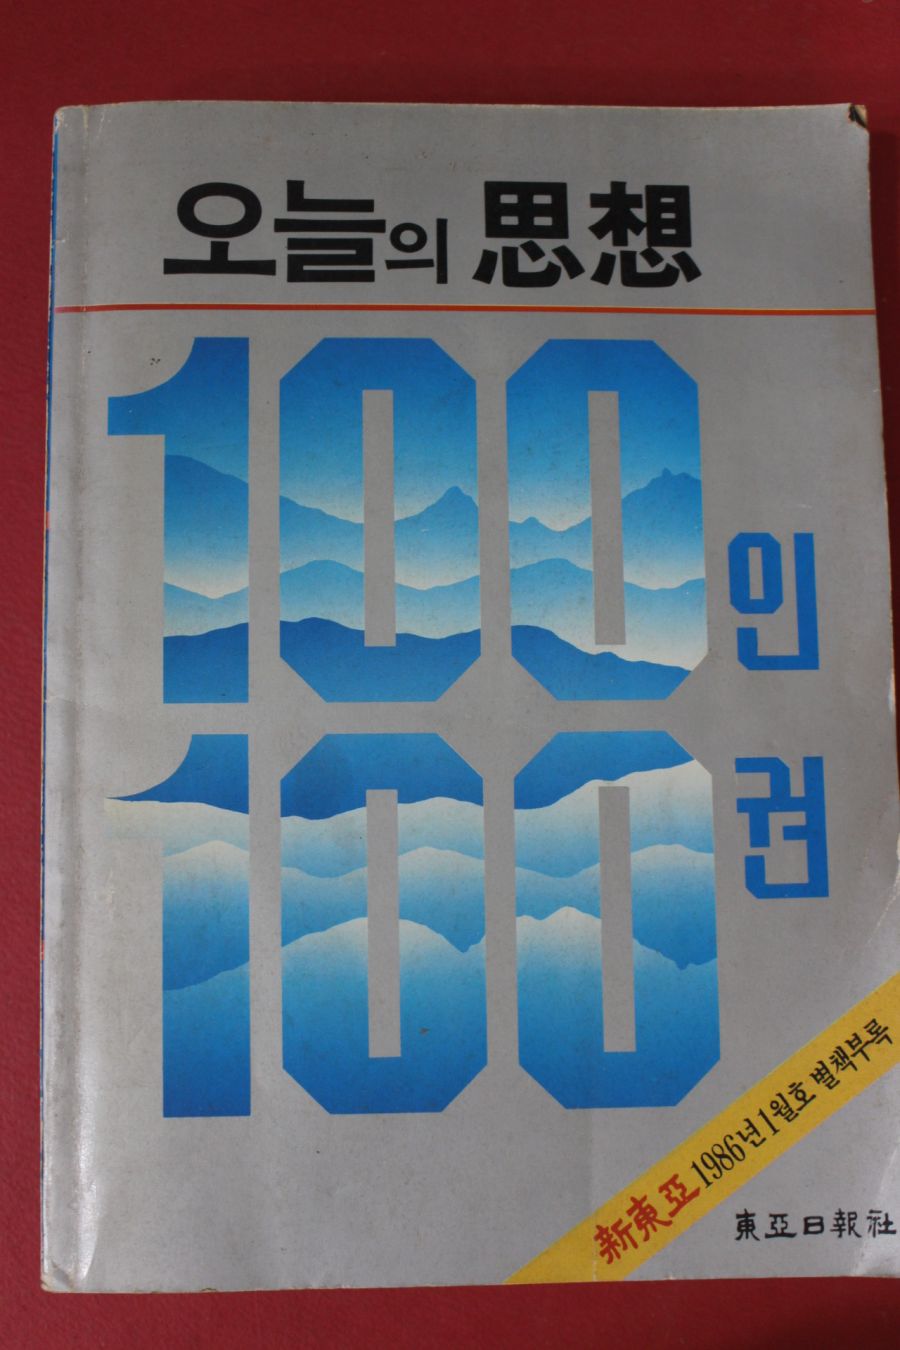 오늘의 思想
100인
100권
新東亞 1986년 1월호 별책부록
東亞日報社